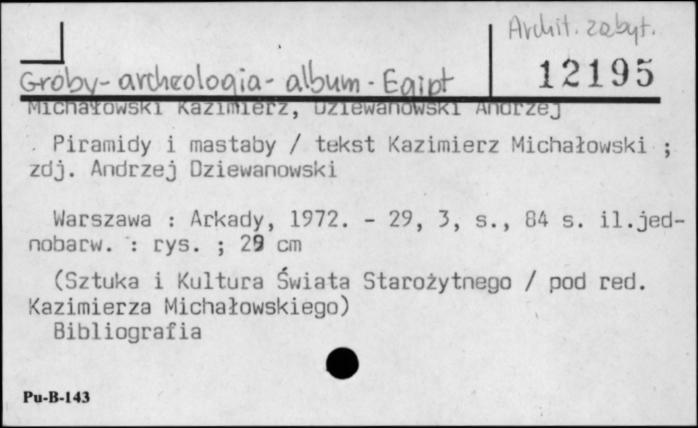 Archit. zabyt.
12195
Groby - archeologia - album - Egipt
Michałowski Kazimierz, Dziewanowski Andrzej
Piramidy i mastaby / tekst Kazimierz Michałowski ;
zdj. Andrzej Dziewanowski
Warszawa : Arkady, 1972. - 29, 3, s., 84 s. il.jed-
nobarw. : rys. ; 29 cm
(Sztuka i Kultura Świata Starożytnego / pod red.
Kazimierza Michałowskiego)
Bibliografia
Pu-B-143